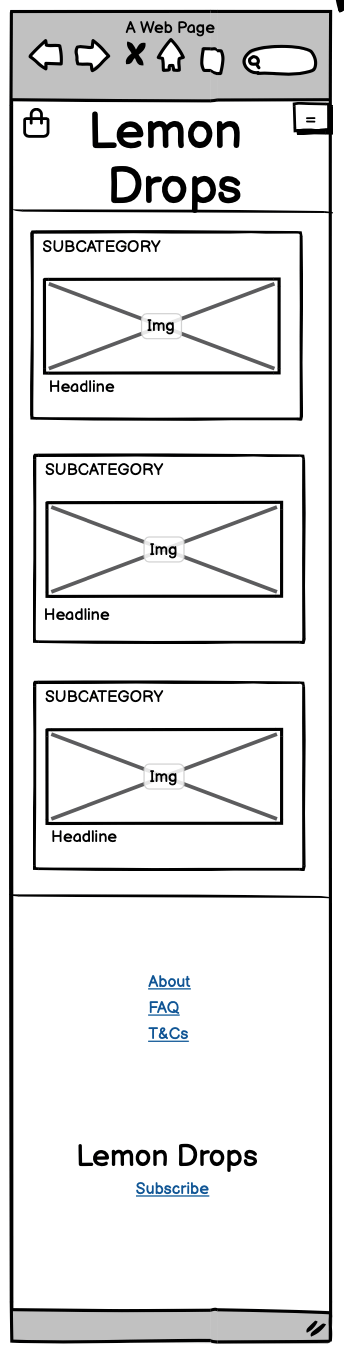 A Web Page
Lemon
=
Drops
SUBCATEGORY
Img
Headline
SUBCATEGORY
Img
Headline
SUBCATEGORY
Img
Headline
About
FAQ
T&Cs
Lemon Drops
Subscribe